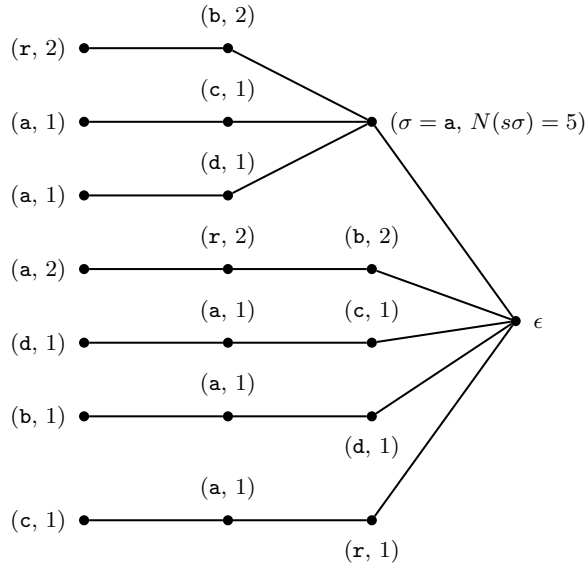 (b, 2)
(r, 2)
(c, 1)
(a, 1)
(σ = a, N(sσ) = 5)
(d, 1)
(a, 1)
(r, 2)
(b, 2)
(a, 2)
(a, 1)
(c, 1)
ϵ
(d, 1)
(a, 1)
(b, 1)
(d, 1)
(a, 1)
(c, 1)
(r, 1)